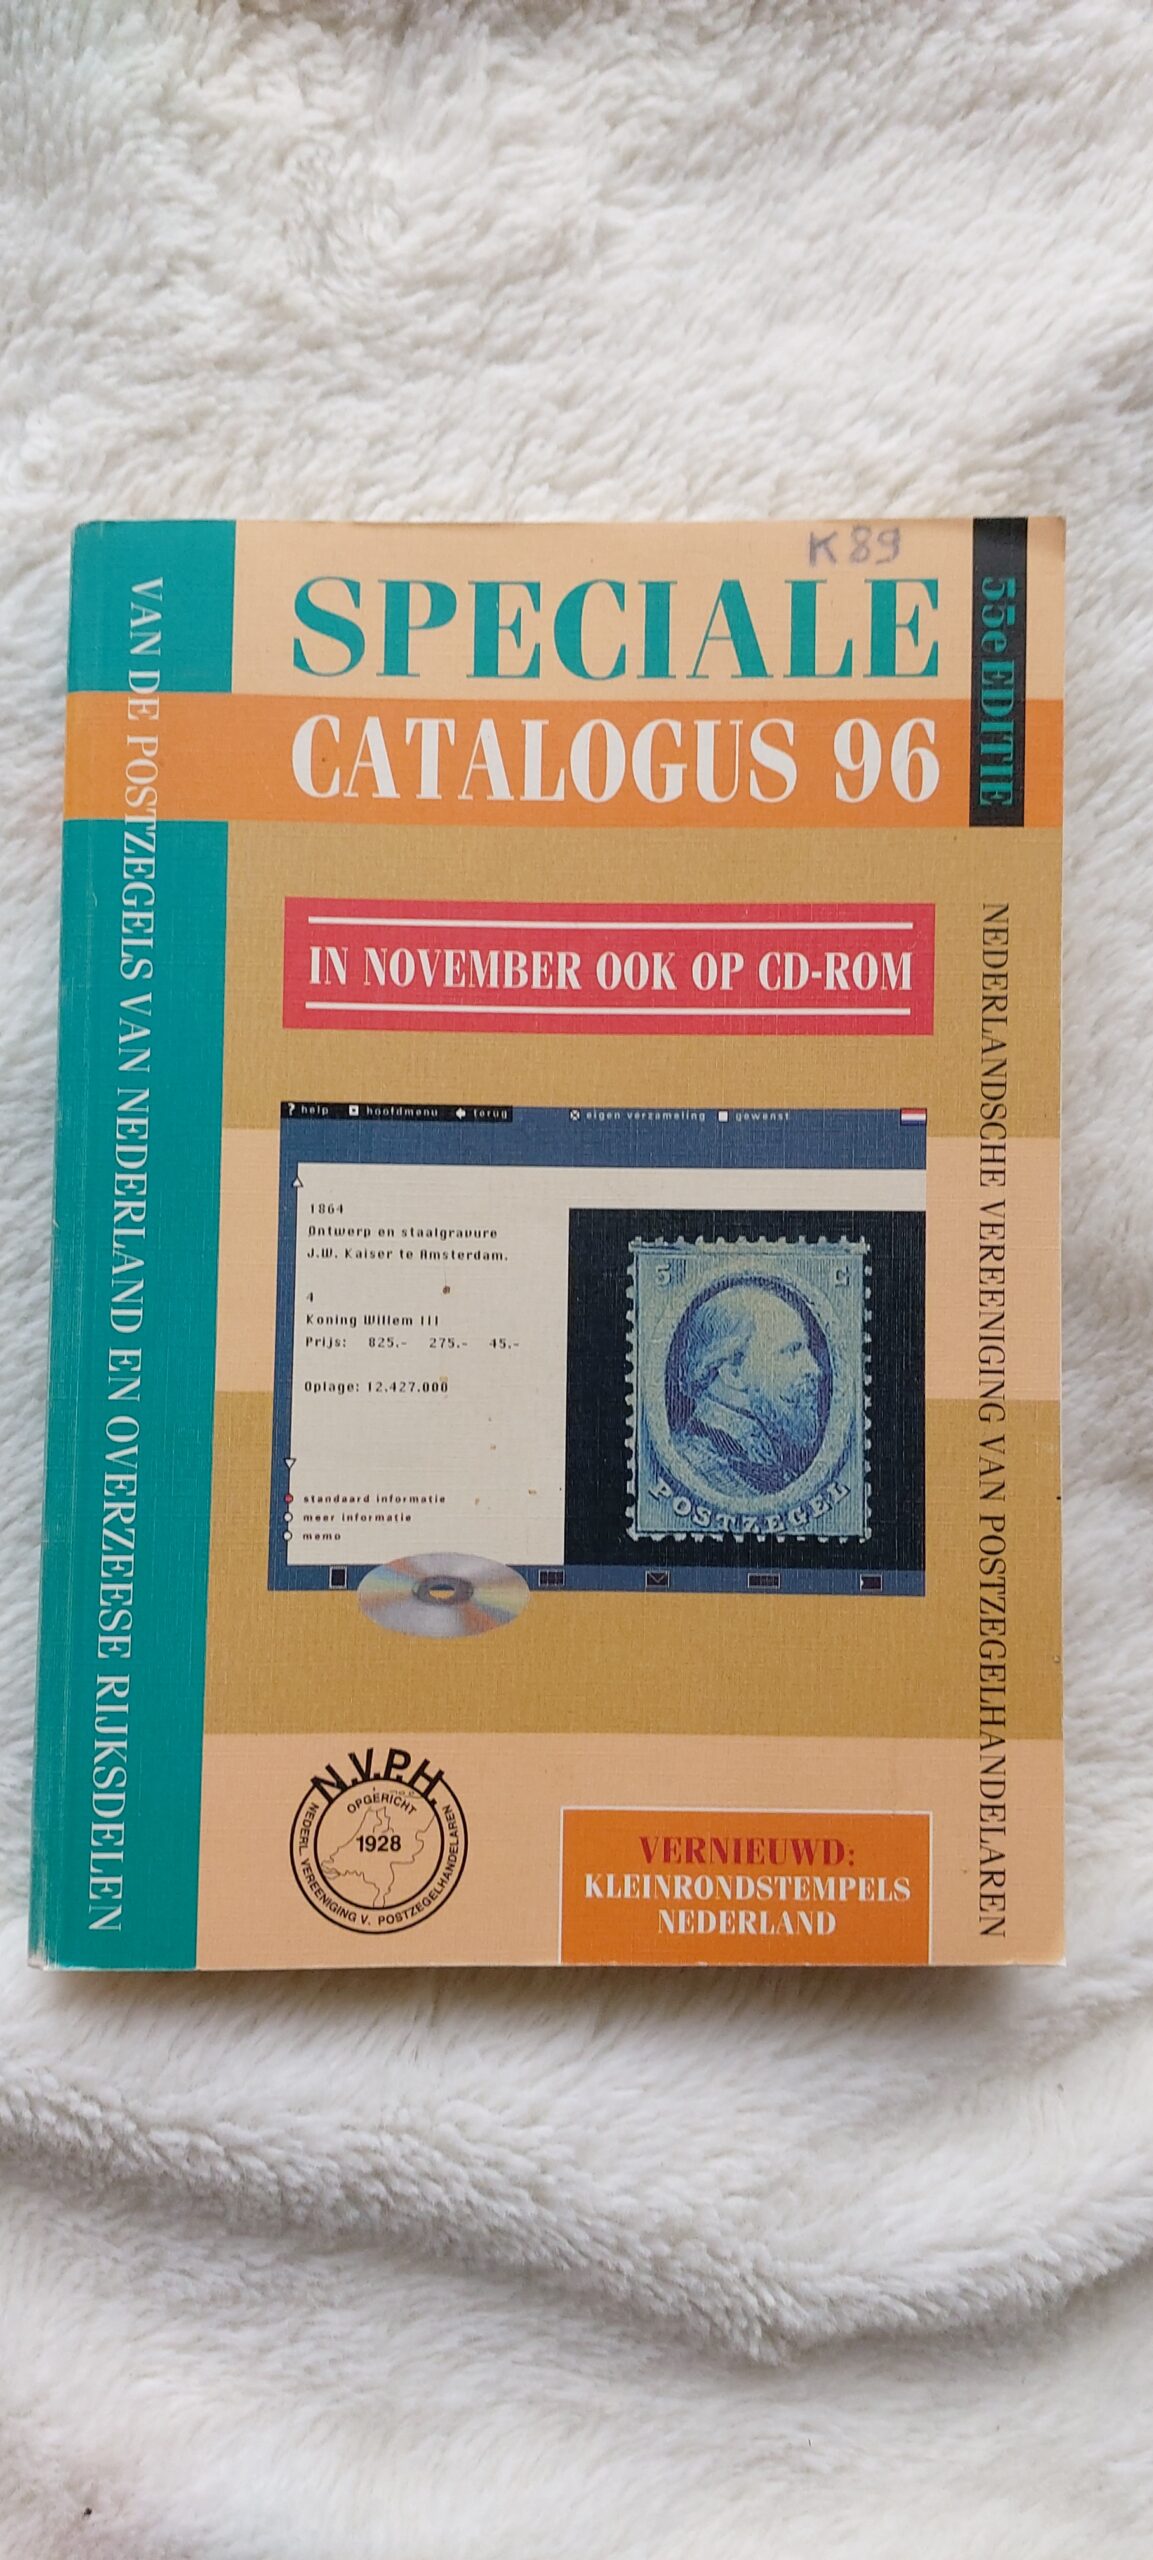 K 89
SPECIALE
CATALOGUS 96
55e EDITIE
VAN DE POSTZEGELS VAN NEDERLAND EN OVERZEESE RIJKSDELEN
IN NOVEMBER OOK OP CD-ROM
NEDERLANDSCHE VEREENIGING VAN POSTZEGELHANDELAREN
? help hoofdmenu terug eigen verzameling gewenst
1864
Ontwerp en staalgravure
J.W. Kaiser te Amsterdam.
4
Koning Willem III
Prijs: 825.- 275.- 45.-
Oplage: 12.427.000
standaard informatie
meer informatie
memo
5 C
POSTZEGEL
N.V.P.H.
OPGERICHT
1928
NEDERL. VEREENIGING V. POSTZEGELHANDELAREN
VERNIEUWD:
KLEINRONDSTEMPELS
NEDERLAND